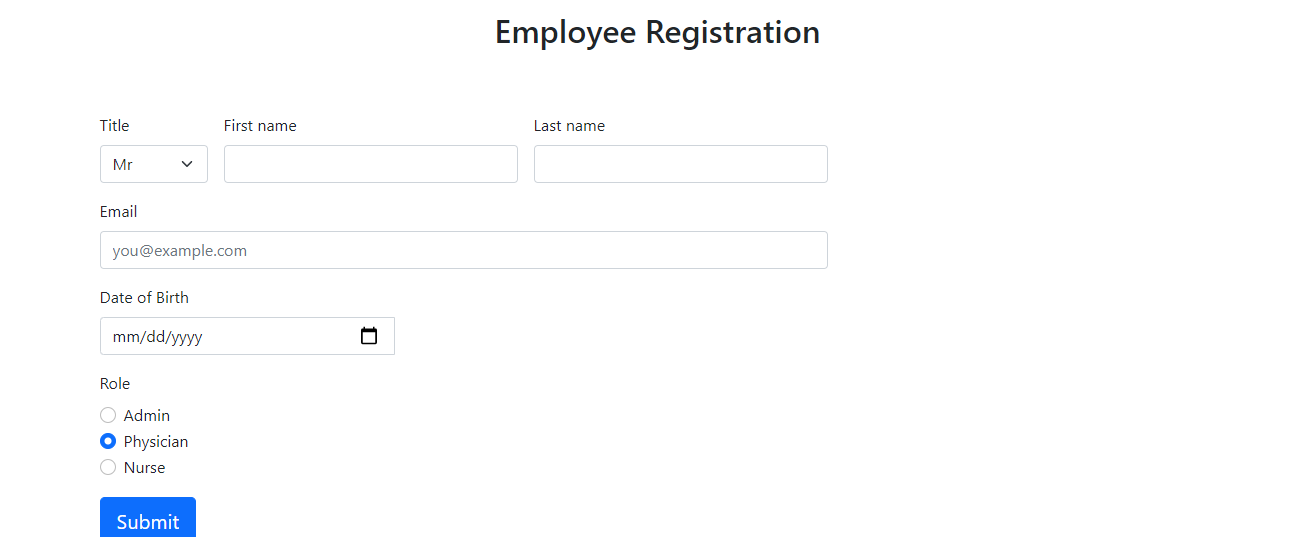 Employee Registration
Title First name Last name
Mr
Email
you@example.com
Date of Birth
mm/dd/yyyy
Role
Admin
Physician
Nurse
Submit